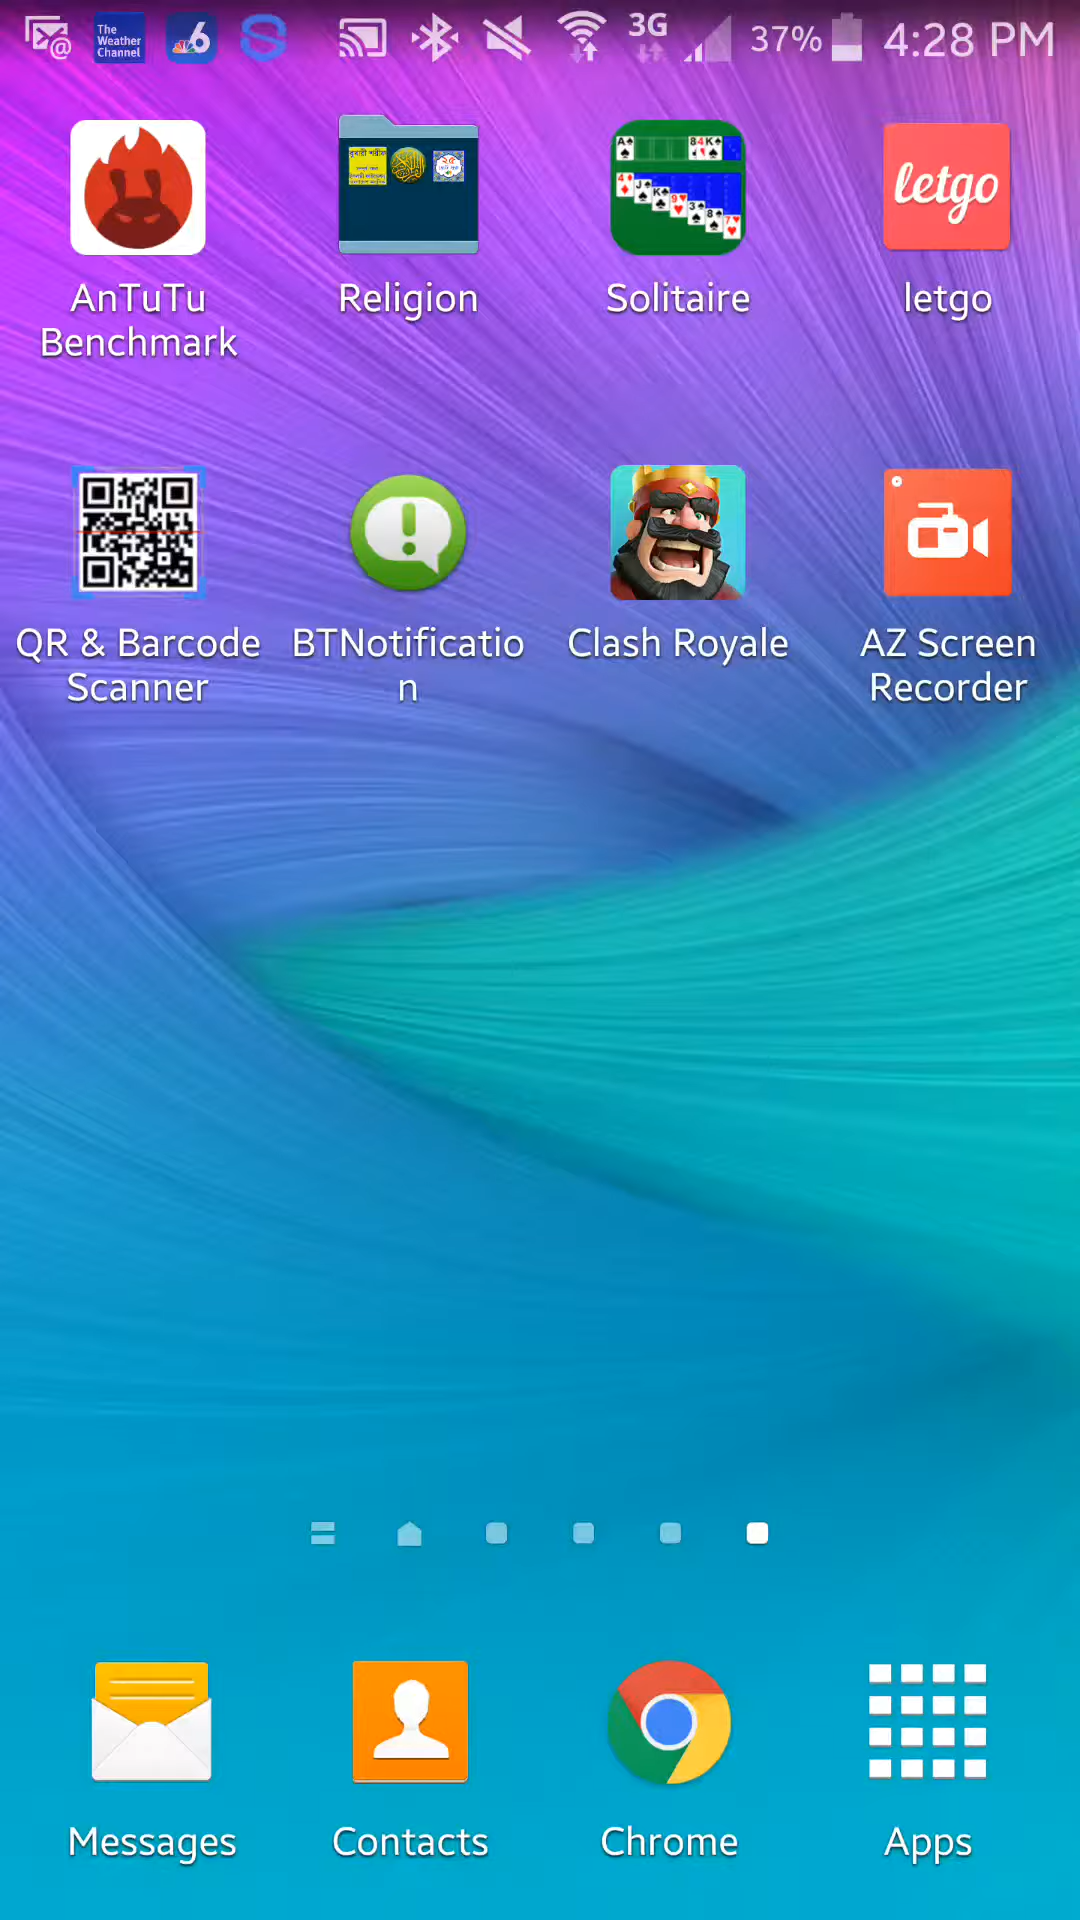 The
Weather
Channel
6
3G
37%
4:28 PM
letgo
AnTuTu
Benchmark
Religion
Solitaire
letgo
QR & Barcode
Scanner
BTNotificatio
n
Clash Royale
AZ Screen
Recorder
Messages
Contacts
Chrome
Apps